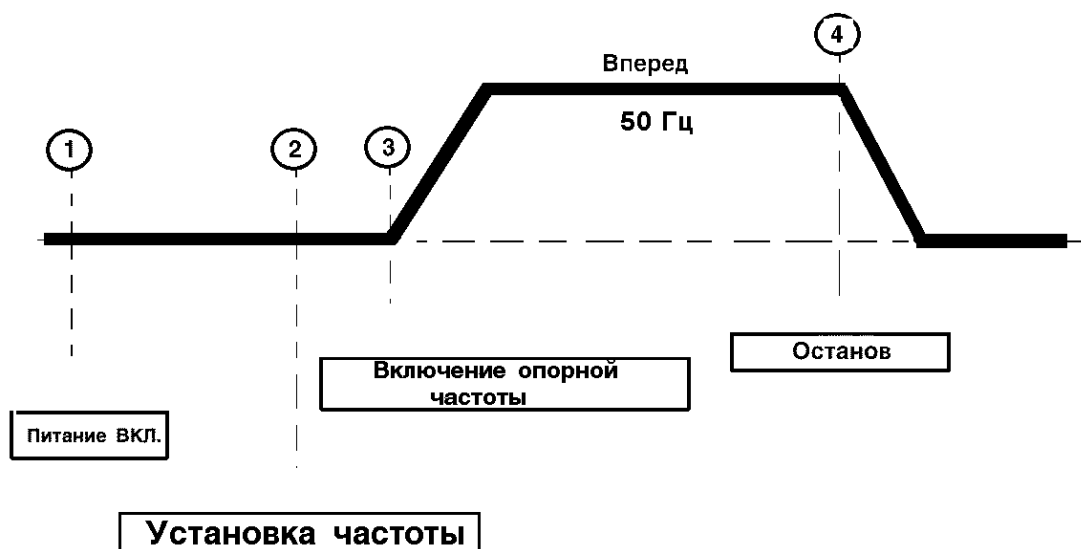 4
Вперед
50 Гц
1
2
3
Останов
Включение опорной
частоты
Питание ВКЛ.
Установка частоты